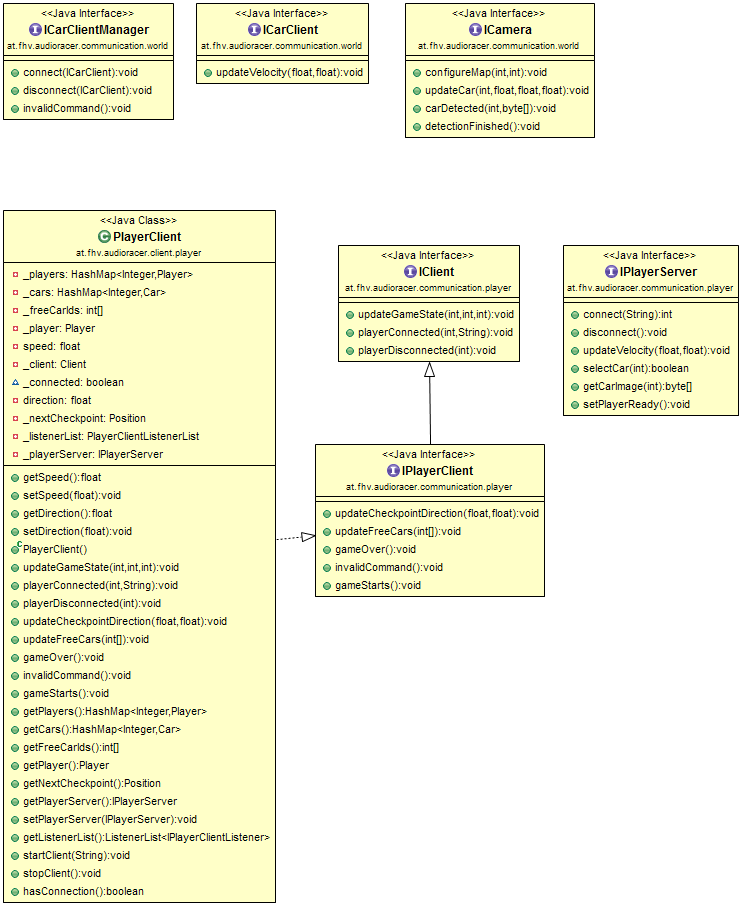 <<Java Interface>>
ICarClientManager
at.fhv.audioracer.communication.world
connect(ICarClient):void
disconnect(ICarClient):void
invalidCommand():void
<<Java Interface>>
ICarClient
at.fhv.audioracer.communication.world
updateVelocity(float,float):void
<<Java Interface>>
ICamera
at.fhv.audioracer.communication.world
configureMap(int,int):void
updateCar(int,float,float,float):void
carDetected(int,byte[]):void
detectionFinished():void
<<Java Class>>
PlayerClient
at.fhv.audioracer.client.player
_players: HashMap<Integer,Player>
_cars: HashMap<Integer,Car>
_freeCarIds: int[]
_player: Player
speed: float
_client: Client
_connected: boolean
direction: float
_nextCheckpoint: Position
_listenerList: PlayerClientListenerList
_playerServer: IPlayerServer
getSpeed():float
setSpeed(float):void
getDirection():float
setDirection(float):void
PlayerClient()
updateGameState(int,int,int):void
playerConnected(int,String):void
playerDisconnected(int):void
updateCheckpointDirection(float,float):void
updateFreeCars(int[]):void
gameOver():void
invalidCommand():void
gameStarts():void
getPlayers():HashMap<Integer,Player>
getCars():HashMap<Integer,Car>
getFreeCarIds():int[]
getPlayer():Player
getNextCheckpoint():Position
getPlayerServer():IPlayerServer
setPlayerServer(IPlayerServer):void
getListenerList():ListenerList<IPlayerClientListener>
startClient(String):void
stopClient():void
hasConnection():boolean
<<Java Interface>>
IClient
at.fhv.audioracer.communication.player
updateGameState(int,int,int):void
playerConnected(int,String):void
playerDisconnected(int):void
<<Java Interface>>
IPlayerServer
at.fhv.audioracer.communication.player
connect(String):int
disconnect():void
updateVelocity(float,float):void
selectCar(int):boolean
getCarImage(int):byte[]
setPlayerReady():void
<<Java Interface>>
IPlayerClient
at.fhv.audioracer.communication.player
updateCheckpointDirection(float,float):void
updateFreeCars(int[]):void
gameOver():void
invalidCommand():void
gameStarts():void